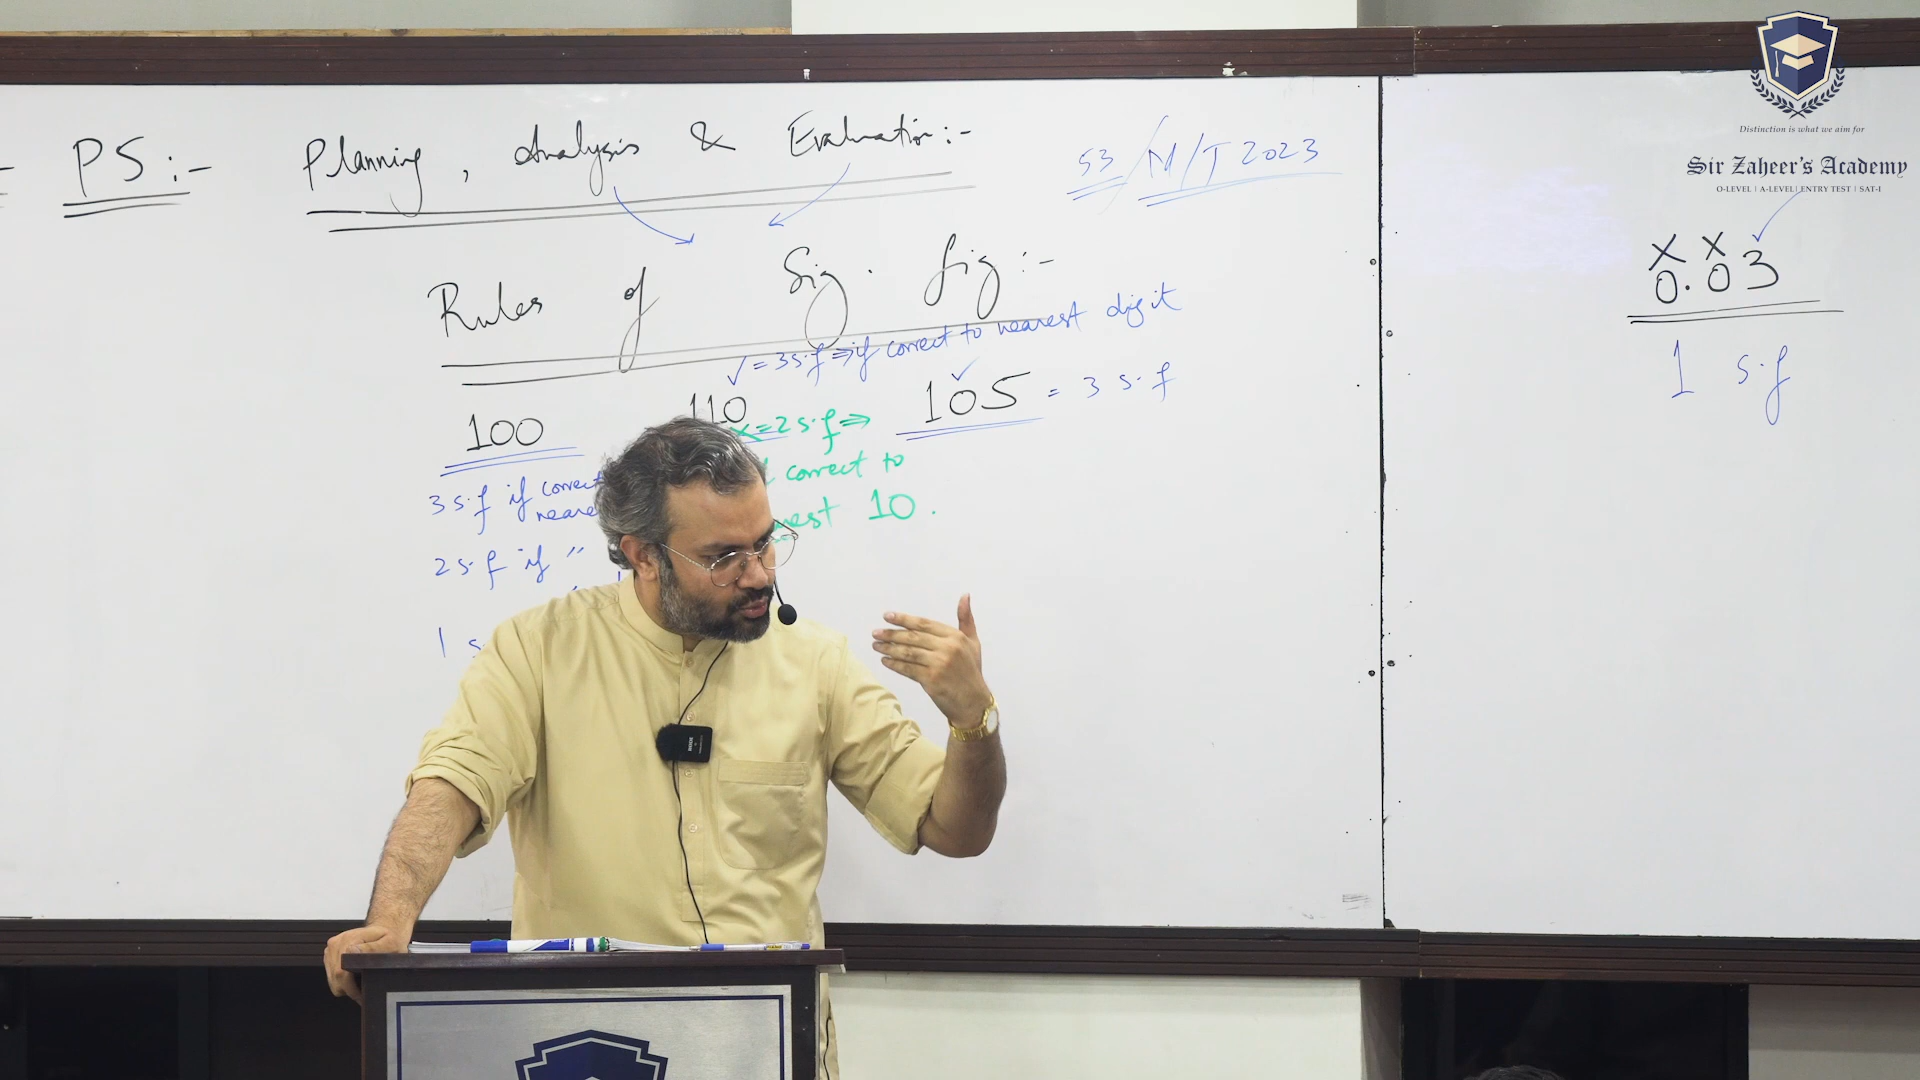 PS:- Planning, Analysis & Evaluation:-
53 / M/J 2023
Rules of Sig. fig:-
✓ = 3 s.f ⇒ if correct to nearest digit
100
110
105 = 3 s.f
x = 2 s.f ⇒
correct to
10.
3 s.f if correct
2 s.f if "
1 s
0.03
1 s.f
Distinction is what we aim for
Sir Zaheer's Academy
O-LEVEL | A-LEVEL | ENTRY TEST | SAT-I